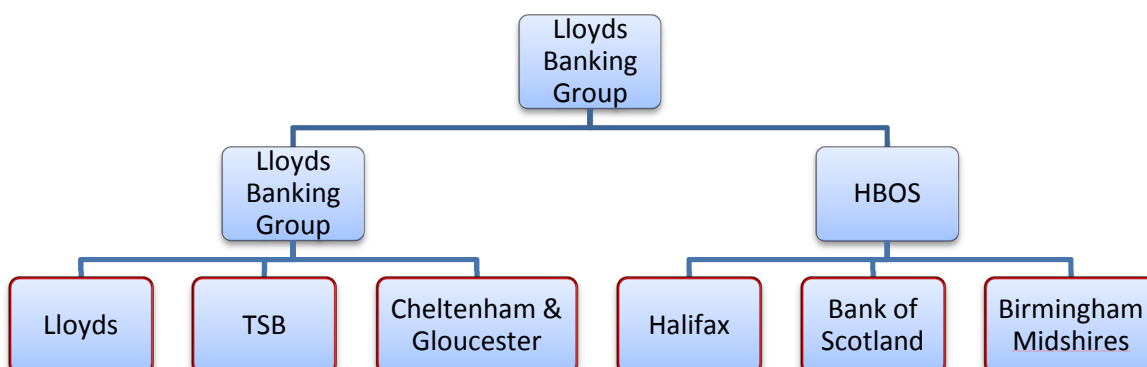 Lloyds
Banking
Group
Lloyds
Banking
Group
HBOS
Lloyds
TSB
Cheltenham &
Gloucester
Halifax
Bank of
Scotland
Birmingham
Midshires